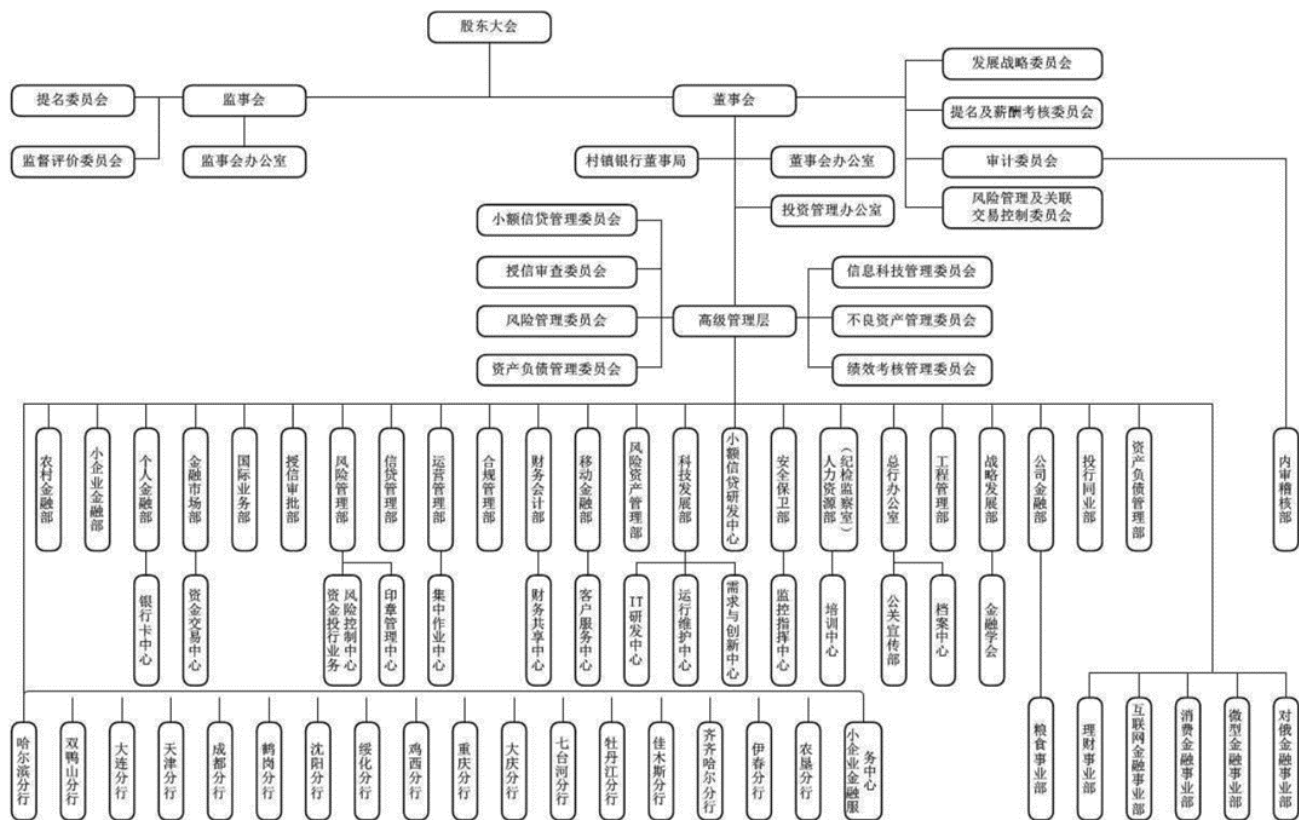 股东大会
提名委员会
监事会
董事会
发展战略委员会
提名及薪酬考核委员会
监督评价委员会
监事会办公室
村镇银行董事局
董事会办公室
审计委员会
投资管理办公室
风险管理及关联
交易控制委员会
小额信贷管理委员会
授信审查委员会
信息科技管理委员会
风险管理委员会
高级管理层
不良资产管理委员会
资产负债管理委员会
绩效考核管理委员会
农村金融部
小企业金融部
个人金融部
金融市场部
国际业务部
授信审批部
风险管理部
信贷管理部
运营管理部
合规管理部
财务会计部
移动金融部
风险资产管理部
科技发展部
小额信贷研发中心
安全保卫部
（纪检监察室）
人力资源部
总行办公室
工程管理部
战略发展部
公司金融部
投行同业部
资产负债管理部
内审稽核部
银行卡中心
资金交易中心
风险控制中心
资金投行业务
印章管理中心
集中作业中心
财务共享中心
客户服务中心
IT研发中心
运行维护中心
需求与创新中心
监控指挥中心
培训中心
公关宣传部
档案中心
金融学会
哈尔滨分行
双鸭山分行
大连分行
天津分行
成都分行
鹤岗分行
沈阳分行
绥化分行
鸡西分行
重庆分行
大庆分行
七台河分行
牡丹江分行
佳木斯分行
齐齐哈尔分行
伊春分行
农垦分行
务中心
小企业金融服
粮食事业部
理财事业部
互联网金融事业部
消费金融事业部
微型金融事业部
对俄金融事业部